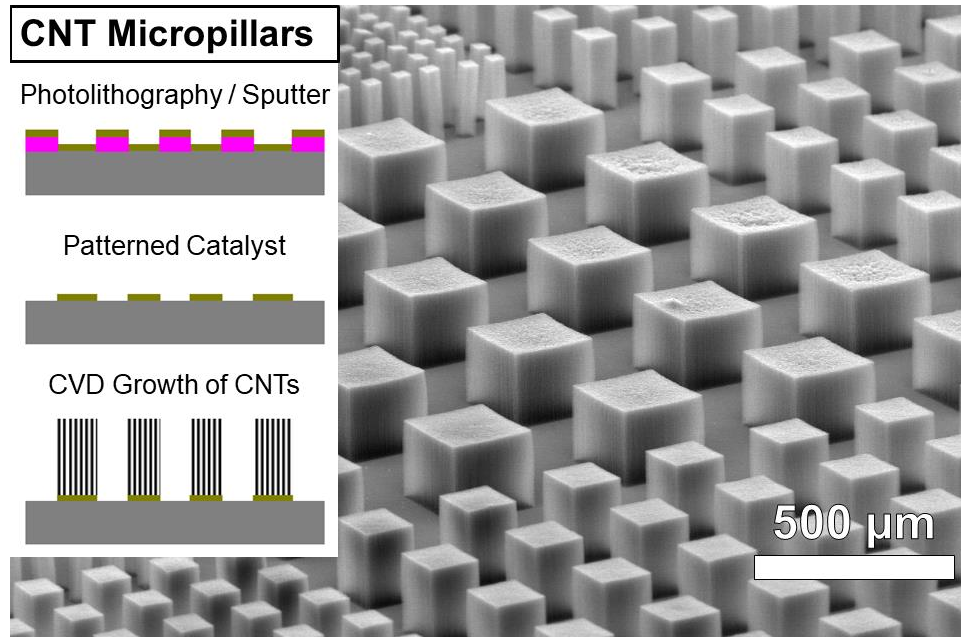 CNT Micropillars
Photolithography / Sputter
Patterned Catalyst
CVD Growth of CNTs
500 µm